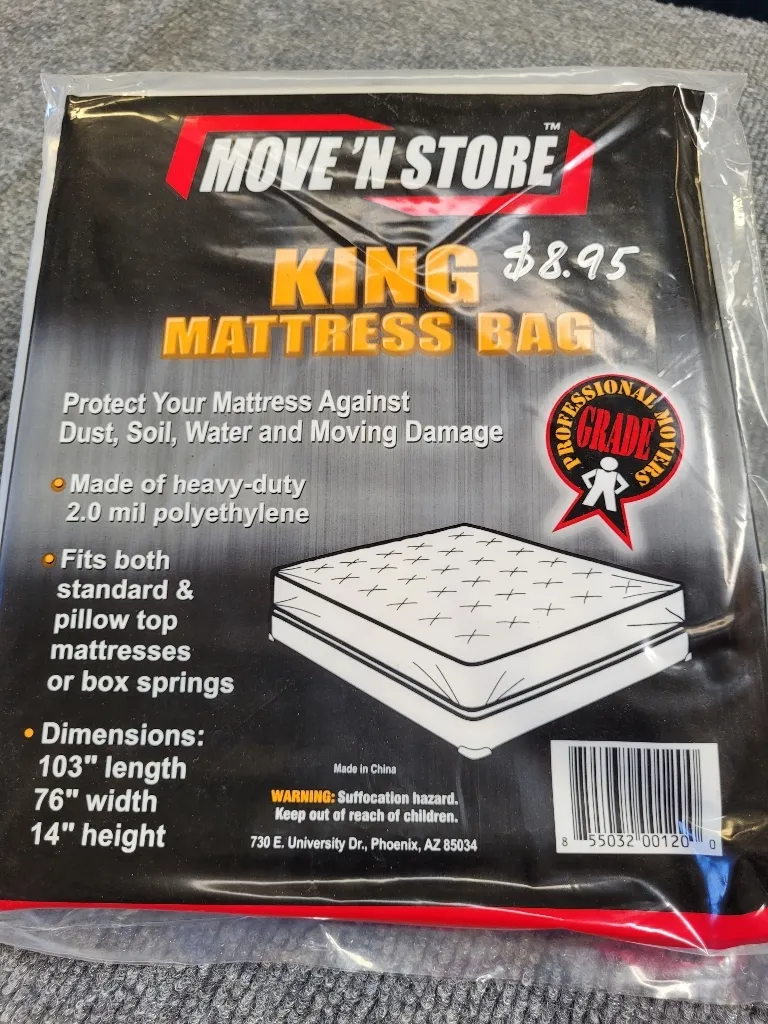 MOVE 'N STORE™
KING $8.95
MATTRESS BAG
Protect Your Mattress Against
Dust, Soil, Water and Moving Damage
PROFESSIONAL MOVERS
GRADE
• Made of heavy-duty
2.0 mil polyethylene
• Fits both
standard &
pillow top
mattresses
or box springs
• Dimensions:
103" length
76" width
14" height
Made in China
WARNING: Suffocation hazard.
Keep out of reach of children.
730 E. University Dr., Phoenix, AZ 85034
8 55032 00120 0